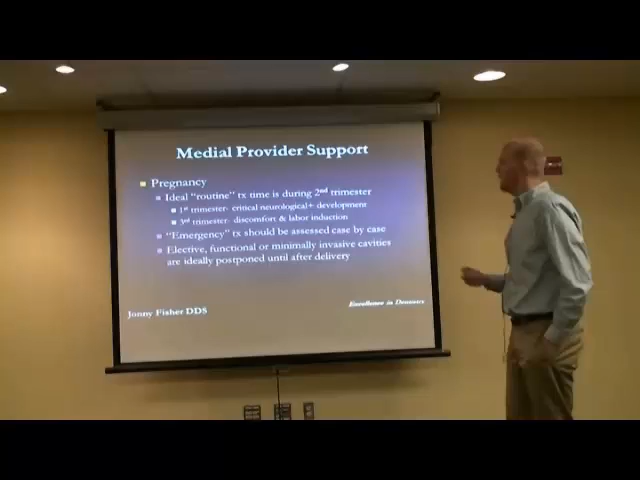 Medial Provider Support
Pregnancy
Ideal "routine" tx time is during 2nd trimester
1st trimester- critical neurological+ development
3rd trimester- discomfort & labor induction
"Emergency" tx should be assessed case by case
Elective, functional or minimally invasive cavities
are ideally postponed until after delivery
Jonny Fisher DDS
Excellence in Dentistry